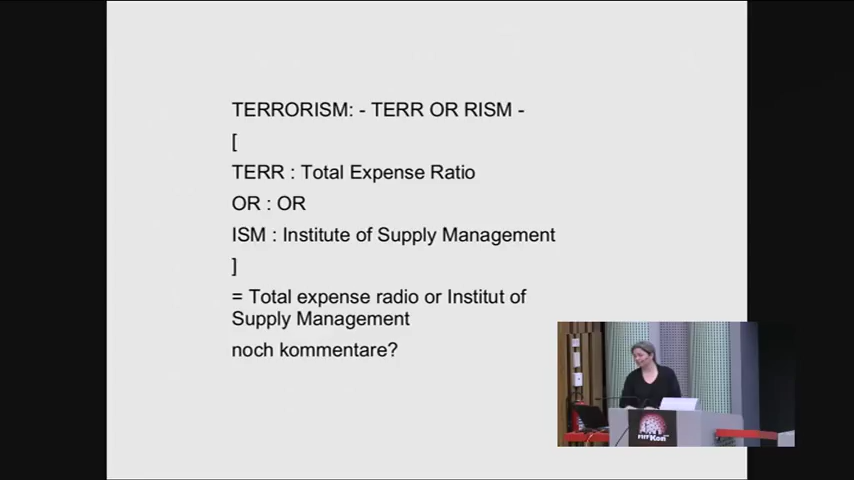 TERRORISM: - TERR OR RISM -
[
TERR : Total Expense Ratio
OR : OR
ISM : Institute of Supply Management
]
= Total expense radio or Institut of
Supply Management
noch kommentare?